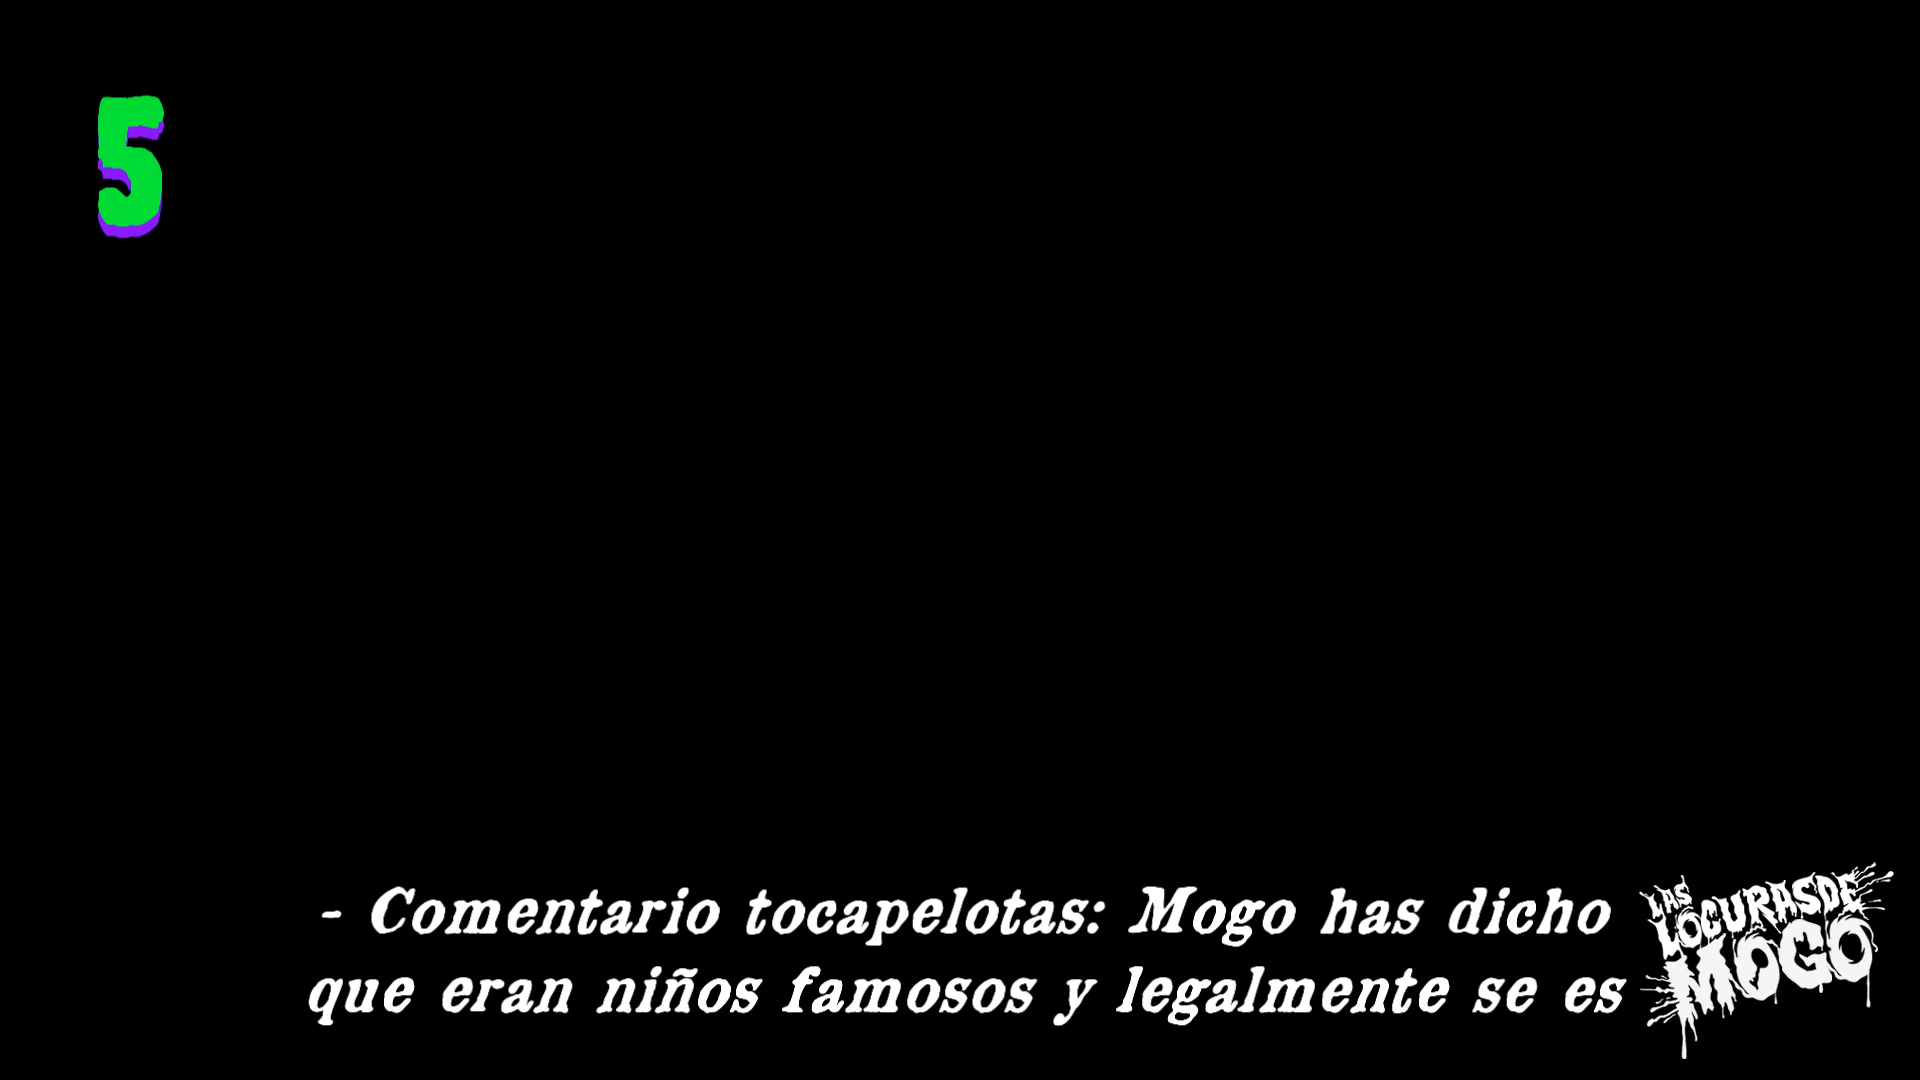 5
- Comentario tocapelotas: Mogo has dicho
que eran niños famosos y legalmente se es
LAS
LOCURAS DE
MOGO